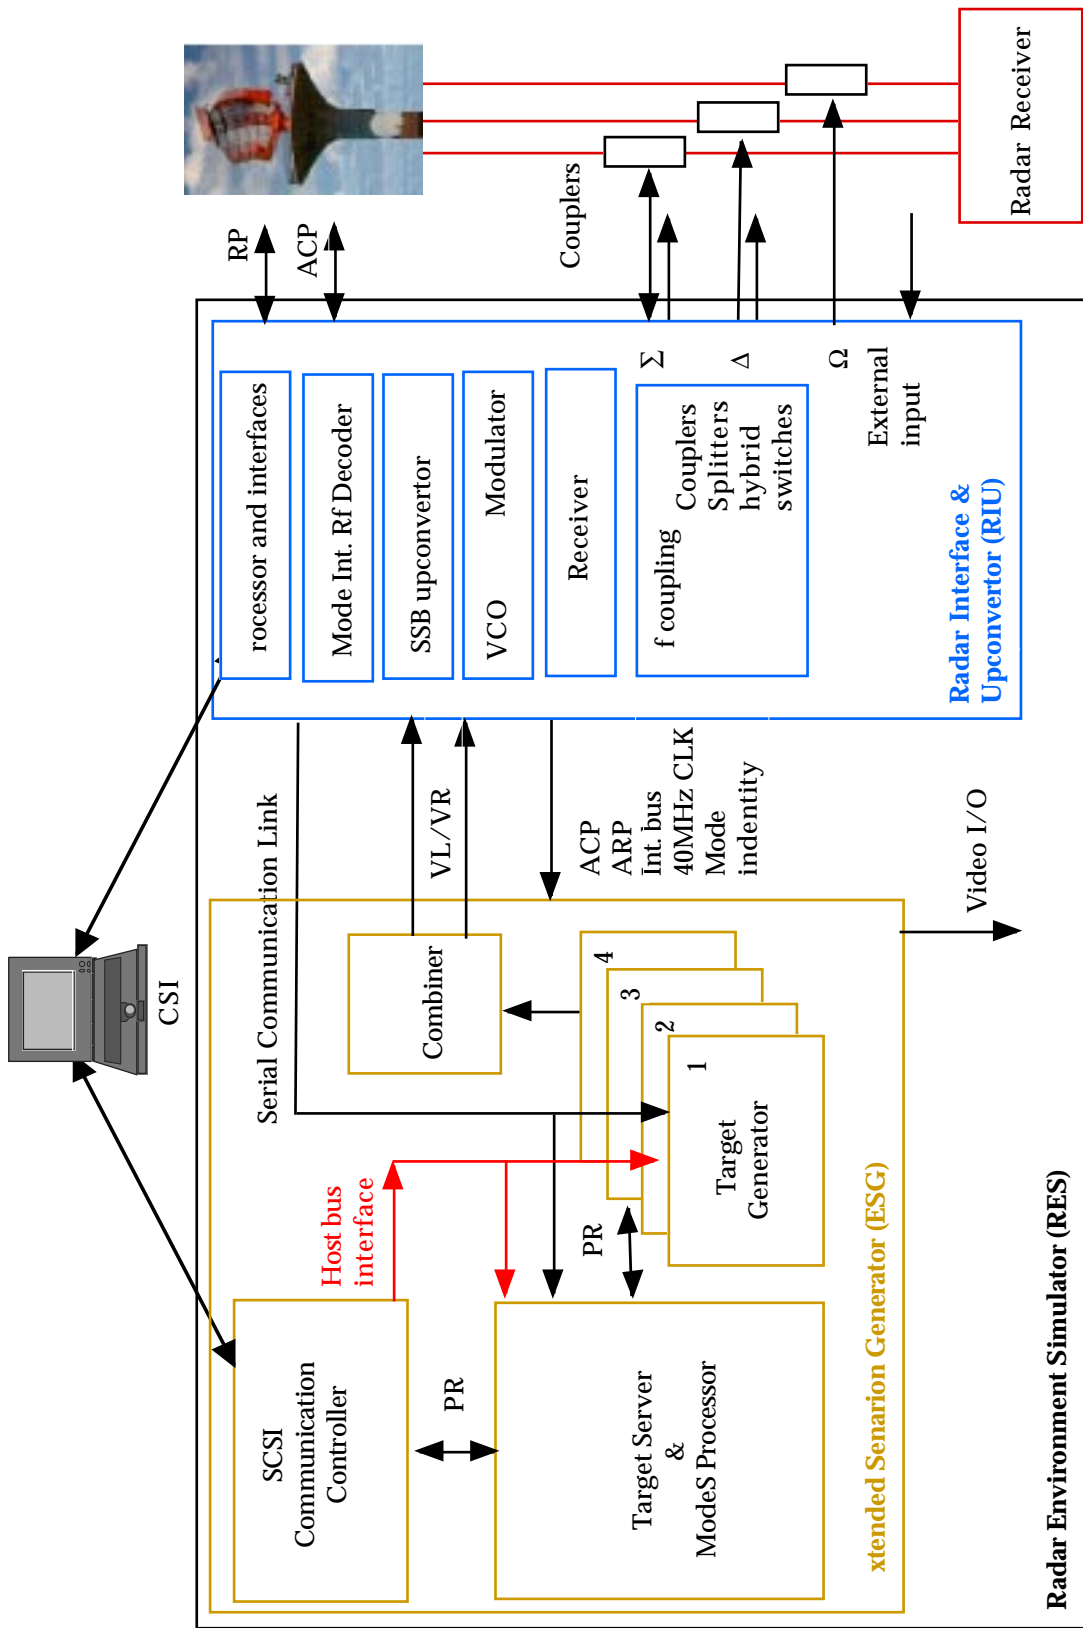 CSI
RP
ACP
Couplers
Radar Receiver
rocessor and interfaces
Mode Int. Rf Decoder
SSB upconvertor
VCO Modulator
Receiver
f coupling
Couplers
Splitters
hybrid
switches
Σ
Δ
Ω
External
input
Radar Interface &
Upconvertor (RIU)
Serial Communication Link
VL/VR
ACP
ARP
Int. bus
40MHz CLK
Mode
indentity
Video I/O
Combiner
4
3
2
1
Target
Generator
Host bus
interface
PR
SCSI
Communication
Controller
PR
Target Server
&
ModeS Processor
xtended Senarion Generator (ESG)
Radar Environment Simulator (RES)